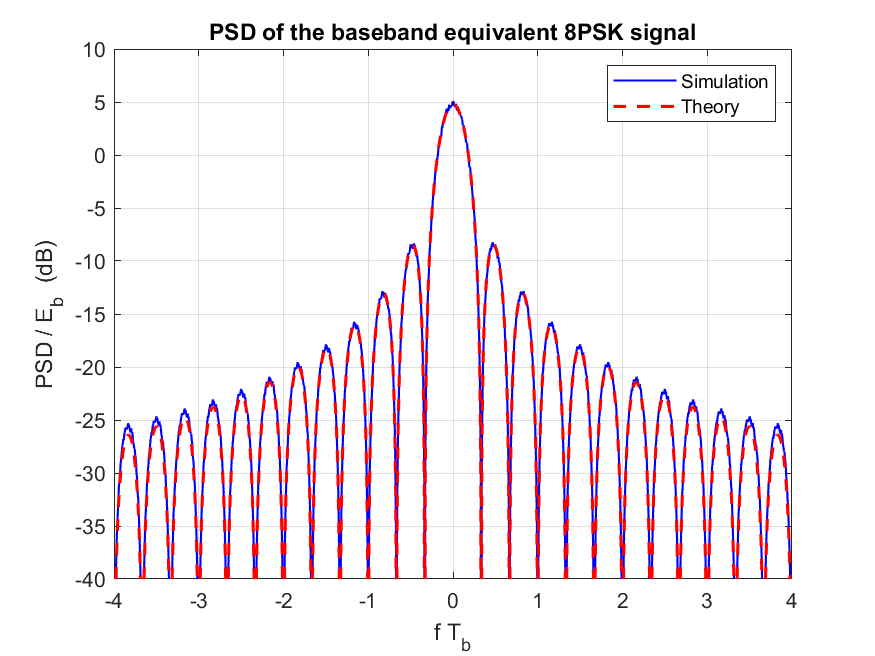 PSD of the baseband equivalent 8PSK signal
10
5
0
-5
-10
-15
-20
-25
-30
-35
-40
PSD / E_b (dB)
Simulation
Theory
-4 -3 -2 -1 0 1 2 3 4
f T_b